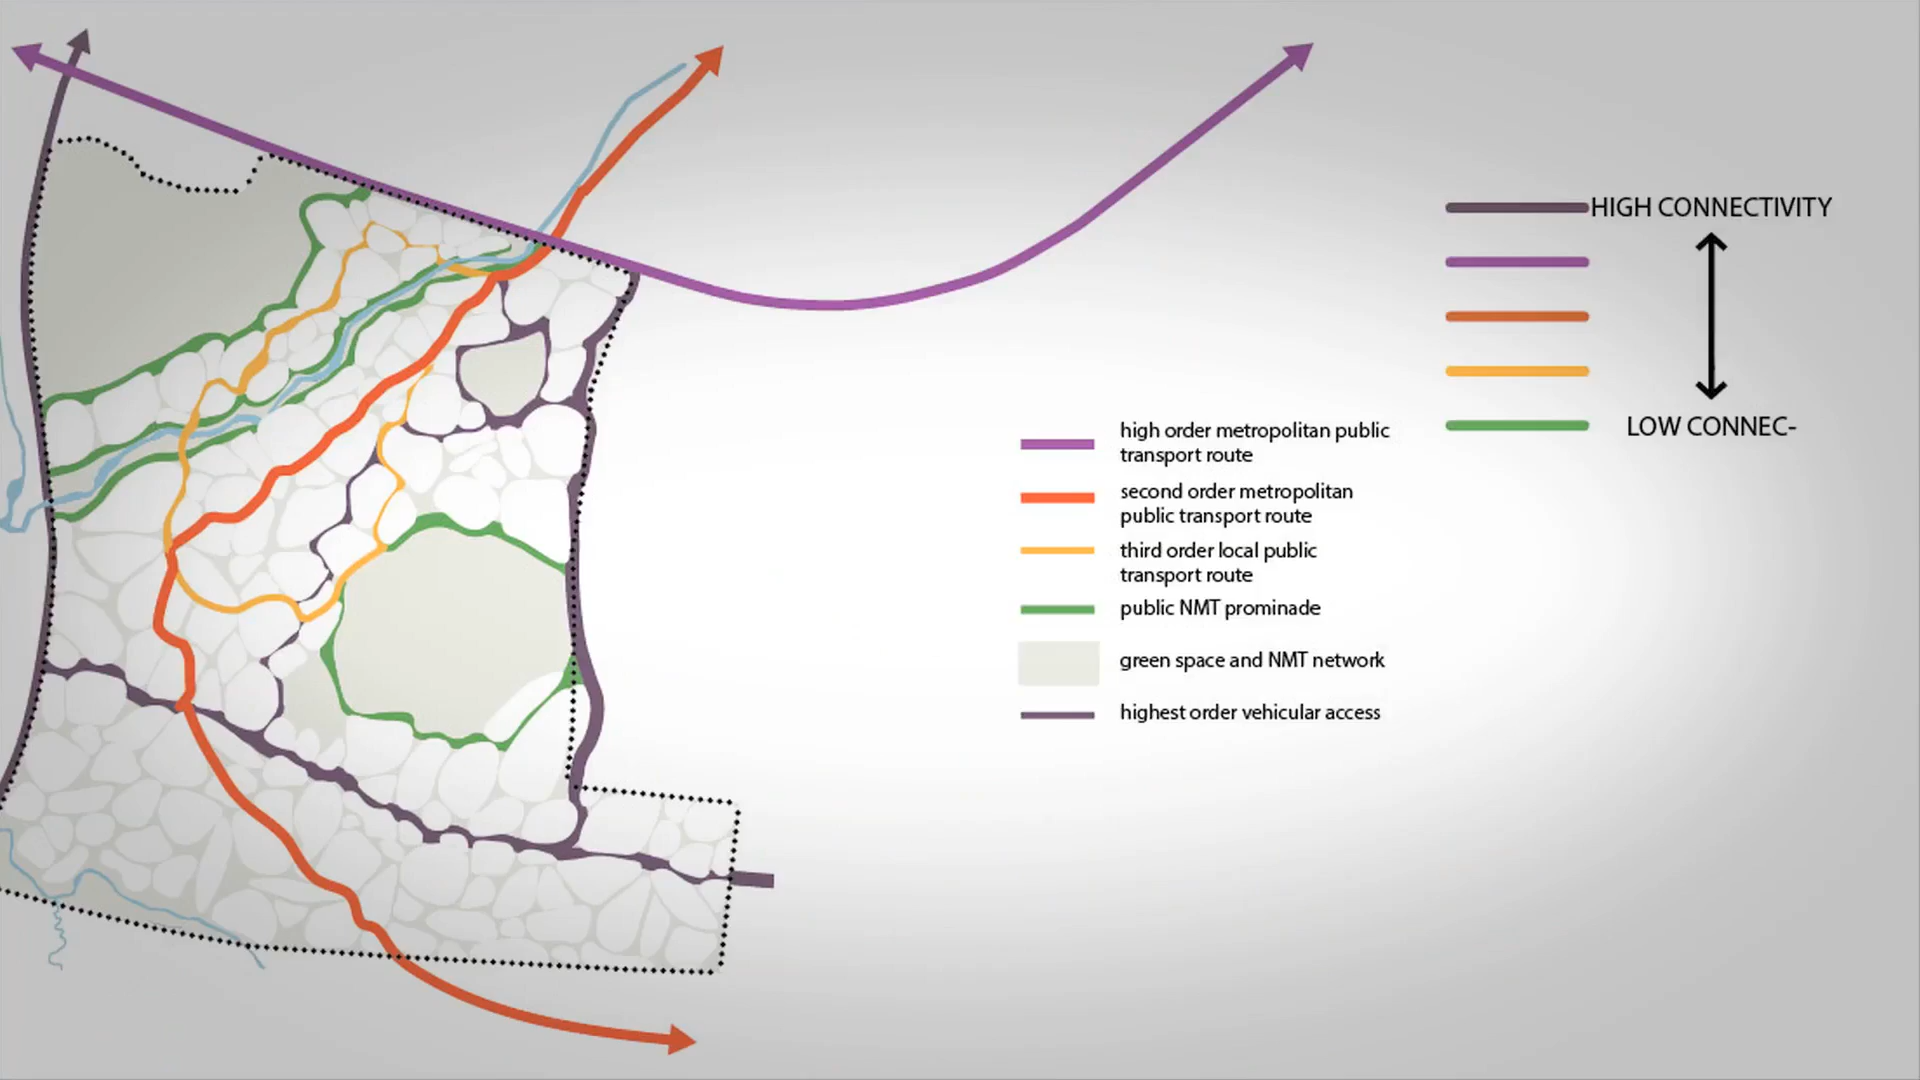 HIGH CONNECTIVITY
LOW CONNEC-
high order metropolitan public
transport route
second order metropolitan
public transport route
third order local public
transport route
public NMT prominade
green space and NMT network
highest order vehicular access